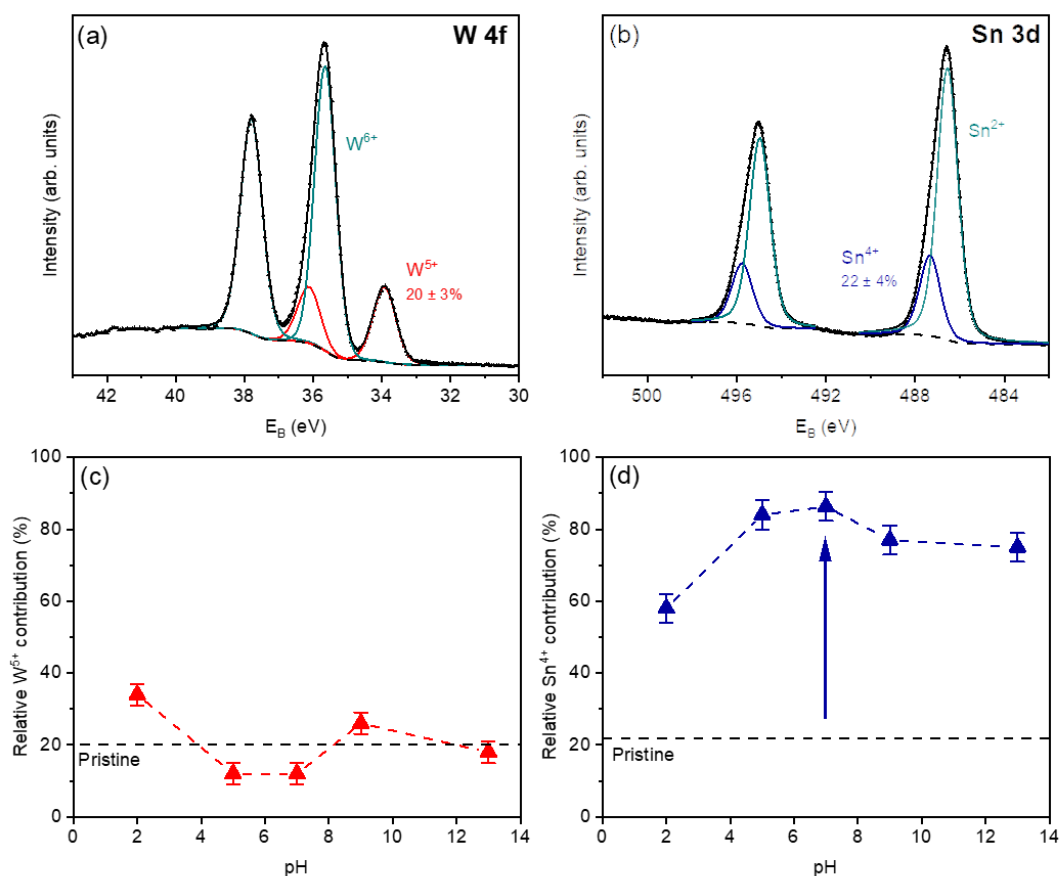 (a) W 4f
Intensity (arb. units)
W⁶⁺
W⁵⁺
20 ± 3%
42 40 38 36 34 32 30
E_B (eV)
(b) Sn 3d
Intensity (arb. units)
Sn²⁺
Sn⁴⁺
22 ± 4%
500 496 492 488 484
E_B (eV)
(c)
Relative W⁵⁺ contribution (%)
100
80
60
40
20
0
Pristine
0 2 4 6 8 10 12 14
pH
(d)
Relative Sn⁴⁺ contribution (%)
100
80
60
40
20
0
Pristine
0 2 4 6 8 10 12 14
pH